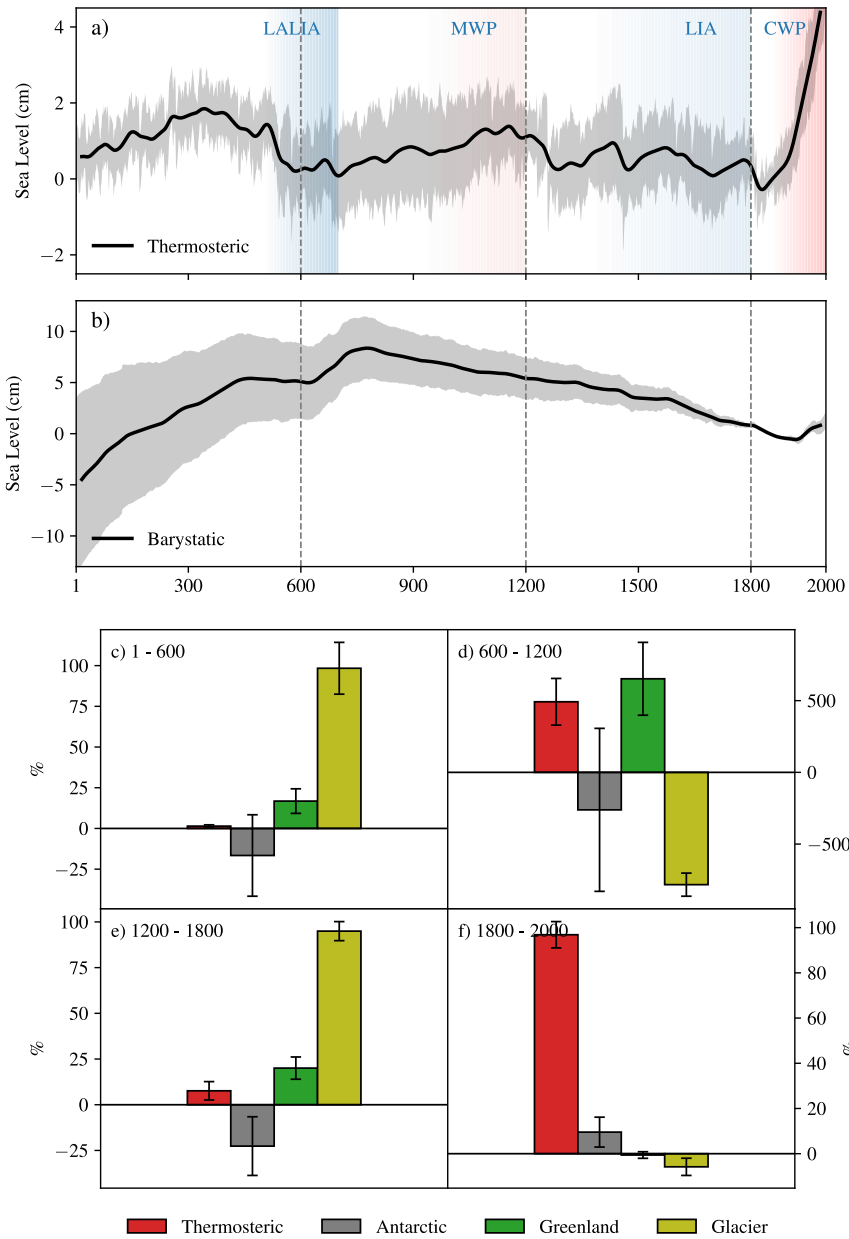 a)
LALIA MWP LIA CWP
4
2
0
−2
Sea Level (cm)
Thermosteric
b)
10
5
0
−5
−10
Sea Level (cm)
Barystatic
1 300 600 900 1200 1500 1800 2000
c) 1 - 600
100
75
50
25
0
−25
%
d) 600 - 1200
500
0
−500
e) 1200 - 1800
100
75
50
25
0
−25
%
f) 1800 - 2000
100
80
60
40
20
0
%
Thermosteric Antarctic Greenland Glacier